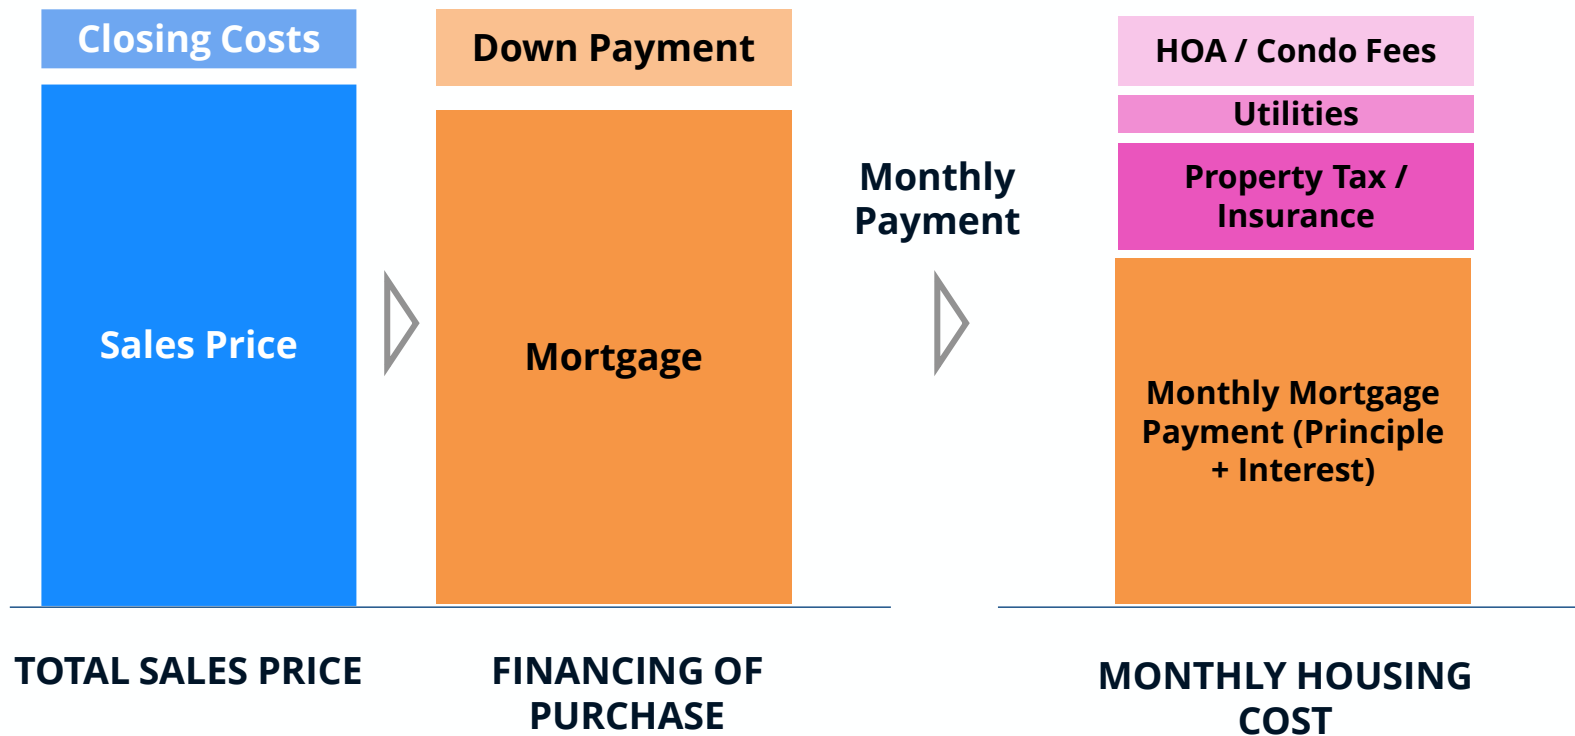 Closing Costs
Sales Price
TOTAL SALES PRICE
Down Payment
Mortgage
FINANCING OF
PURCHASE
Monthly
Payment
HOA / Condo Fees
Utilities
Property Tax /
Insurance
Monthly Mortgage
Payment (Principle
+ Interest)
MONTHLY HOUSING
COST